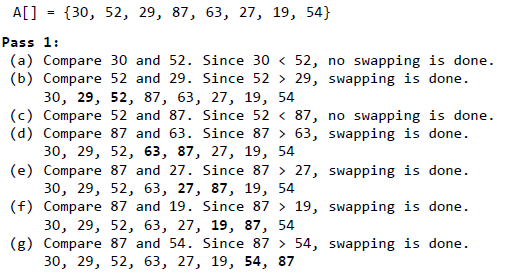 A[] = {30, 52, 29, 87, 63, 27, 19, 54}
Pass 1:
(a) Compare 30 and 52. Since 30 < 52, no swapping is done.
(b) Compare 52 and 29. Since 52 > 29, swapping is done.
30, 29, 52, 87, 63, 27, 19, 54
(c) Compare 52 and 87. Since 52 < 87, no swapping is done.
(d) Compare 87 and 63. Since 87 > 63, swapping is done.
30, 29, 52, 63, 87, 27, 19, 54
(e) Compare 87 and 27. Since 87 > 27, swapping is done.
30, 29, 52, 63, 27, 87, 19, 54
(f) Compare 87 and 19. Since 87 > 19, swapping is done.
30, 29, 52, 63, 27, 19, 87, 54
(g) Compare 87 and 54. Since 87 > 54, swapping is done.
30, 29, 52, 63, 27, 19, 54, 87